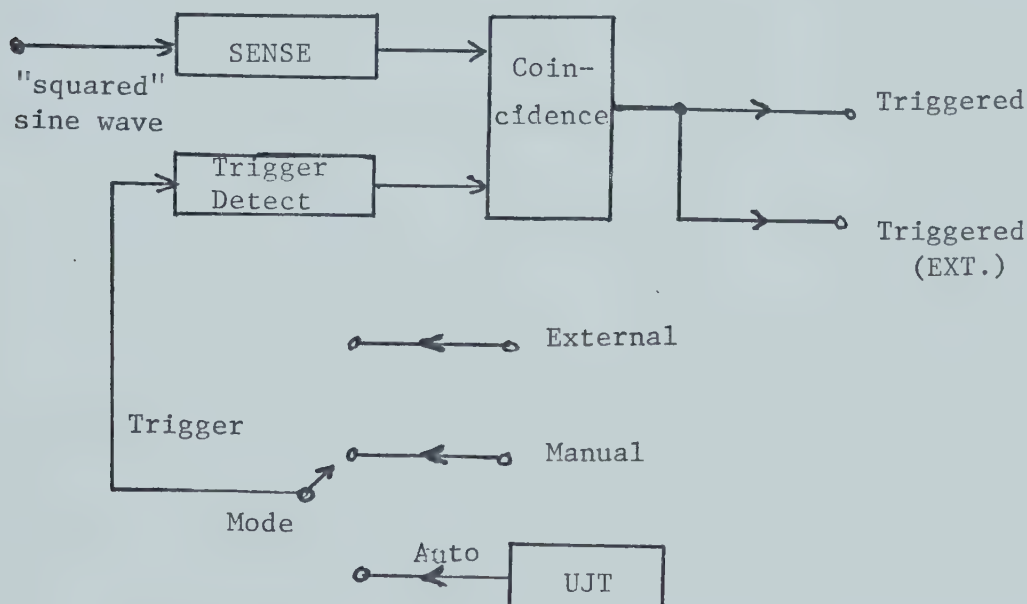 SENSE
"squared"
sine wave
Coin-
cidence
Triggered
Trigger
Detect
Triggered
(EXT.)
External
Trigger
Manual
Mode
Auto
UJT